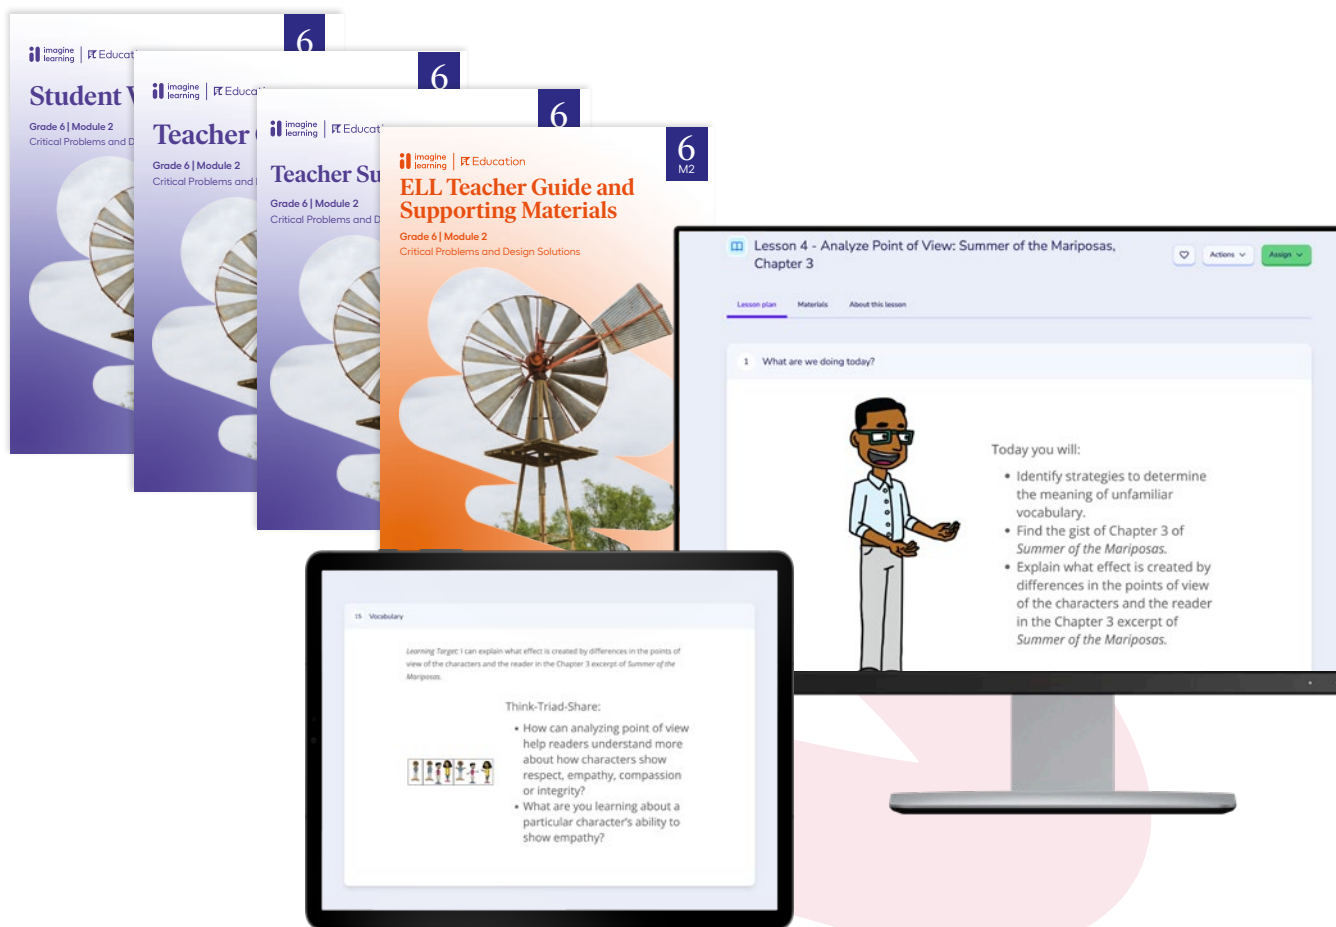 imagine
learning
Educat
6
Student
Grade 6 | Module 2
Critical Problems and D
imagine
learning
Educa
6
Teacher
Grade 6 | Module 2
Critical Problems and
imagine
learning
Educat
6
Teacher Su
Grade 6 | Module 2
Critical Problems and D
imagine
learning
Education
6
M2
ELL Teacher Guide and
Supporting Materials
Grade 6 | Module 2
Critical Problems and Design Solutions
Lesson 4 - Analyze Point of View: Summer of the Mariposas,
Chapter 3
Actions
Assign
Lesson plan
Materials
About this lesson
1 What are we doing today?
Today you will:
• Identify strategies to determine
the meaning of unfamiliar
vocabulary.
• Find the gist of Chapter 3 of
Summer of the Mariposas.
• Explain what effect is created by
differences in the points of view
of the characters and the reader
in the Chapter 3 excerpt of
Summer of the Mariposas.
15 Vocabulary
Learning Target: I can explain what effect is created by differences in the points of
view of the characters and the reader in the Chapter 3 excerpt of Summer of the
Mariposas.
Think-Triad-Share:
• How can analyzing point of view
help readers understand more
about how characters show
respect, empathy, compassion
or integrity?
• What are you learning about a
particular character's ability to
show empathy?